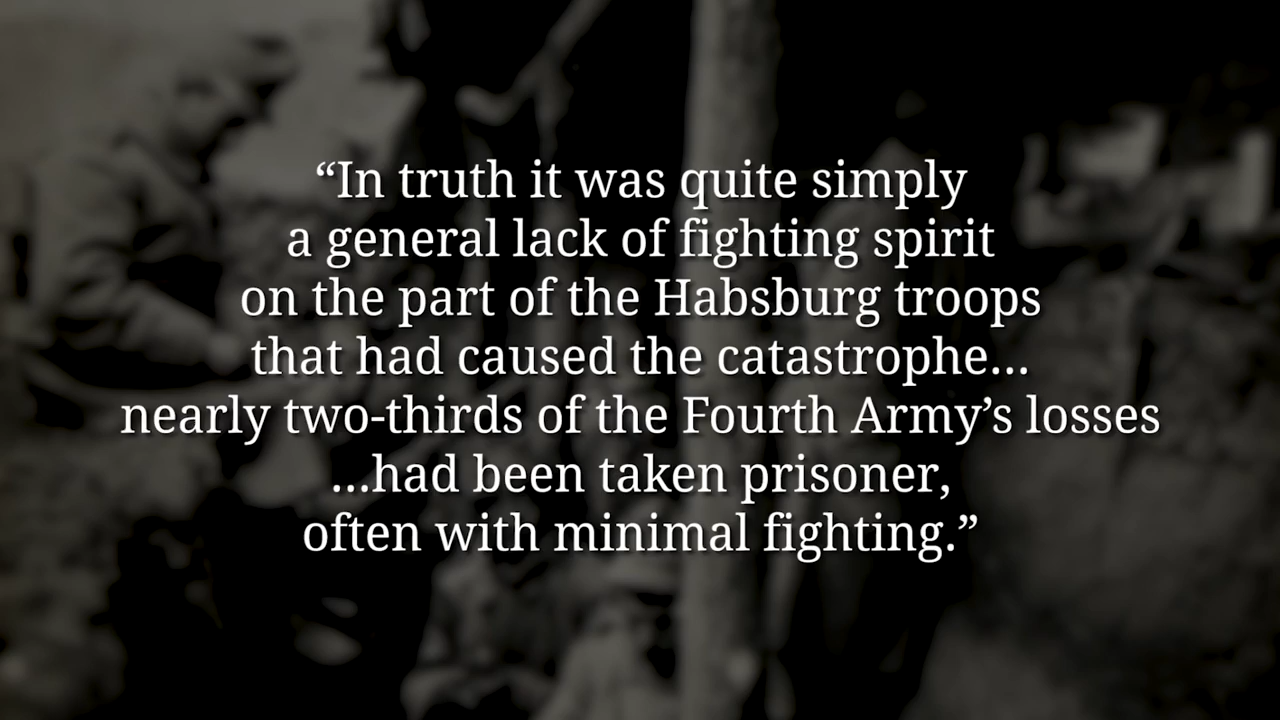 “In truth it was quite simply
a general lack of fighting spirit
on the part of the Habsburg troops
that had caused the catastrophe...
nearly two-thirds of the Fourth Army’s losses
...had been taken prisoner,
often with minimal fighting.”